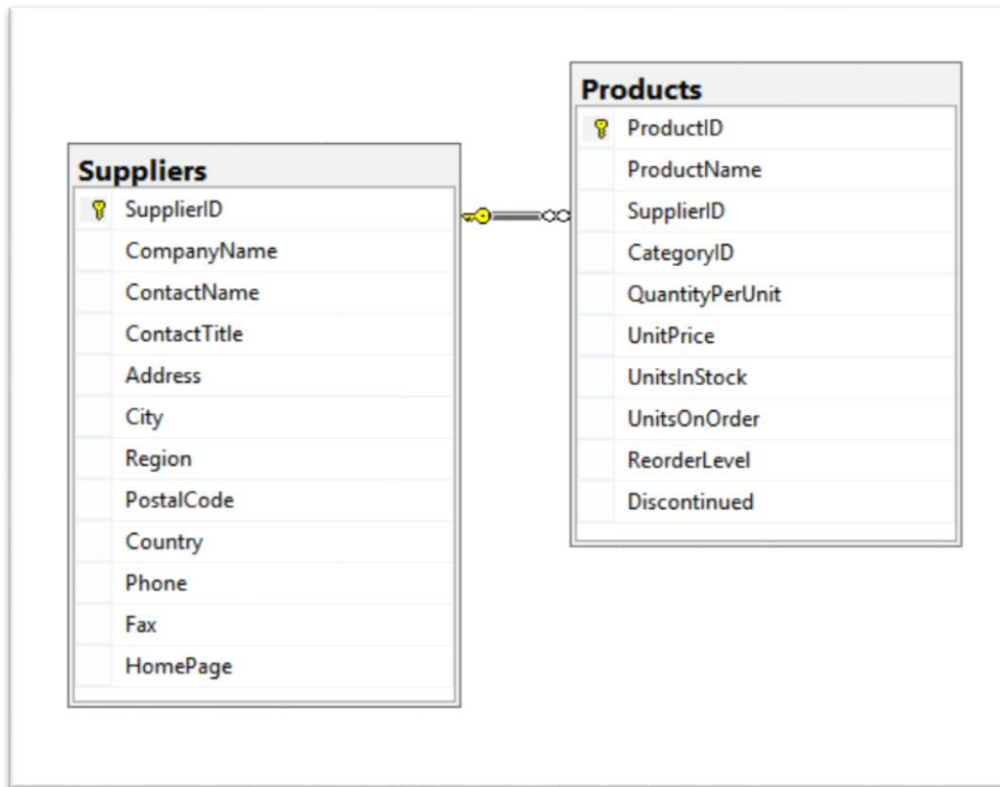 Suppliers
SupplierID
CompanyName
ContactName
ContactTitle
Address
City
Region
PostalCode
Country
Phone
Fax
HomePage
Products
ProductID
ProductName
SupplierID
CategoryID
QuantityPerUnit
UnitPrice
UnitsInStock
UnitsOnOrder
ReorderLevel
Discontinued